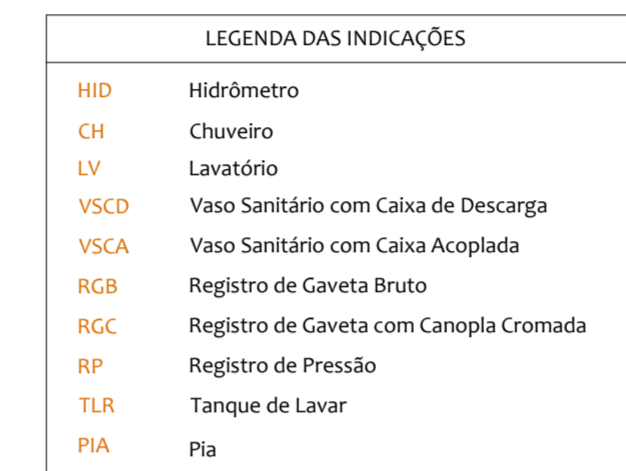 LEGENDA DAS INDICAÇÕES
HID Hidrômetro
CH Chuveiro
LV Lavatório
VSCD Vaso Sanitário com Caixa de Descarga
VSCA Vaso Sanitário com Caixa Acoplada
RGB Registro de Gaveta Bruto
RGC Registro de Gaveta com Canopla Cromada
RP Registro de Pressão
TLR Tanque de Lavar
PIA Pia